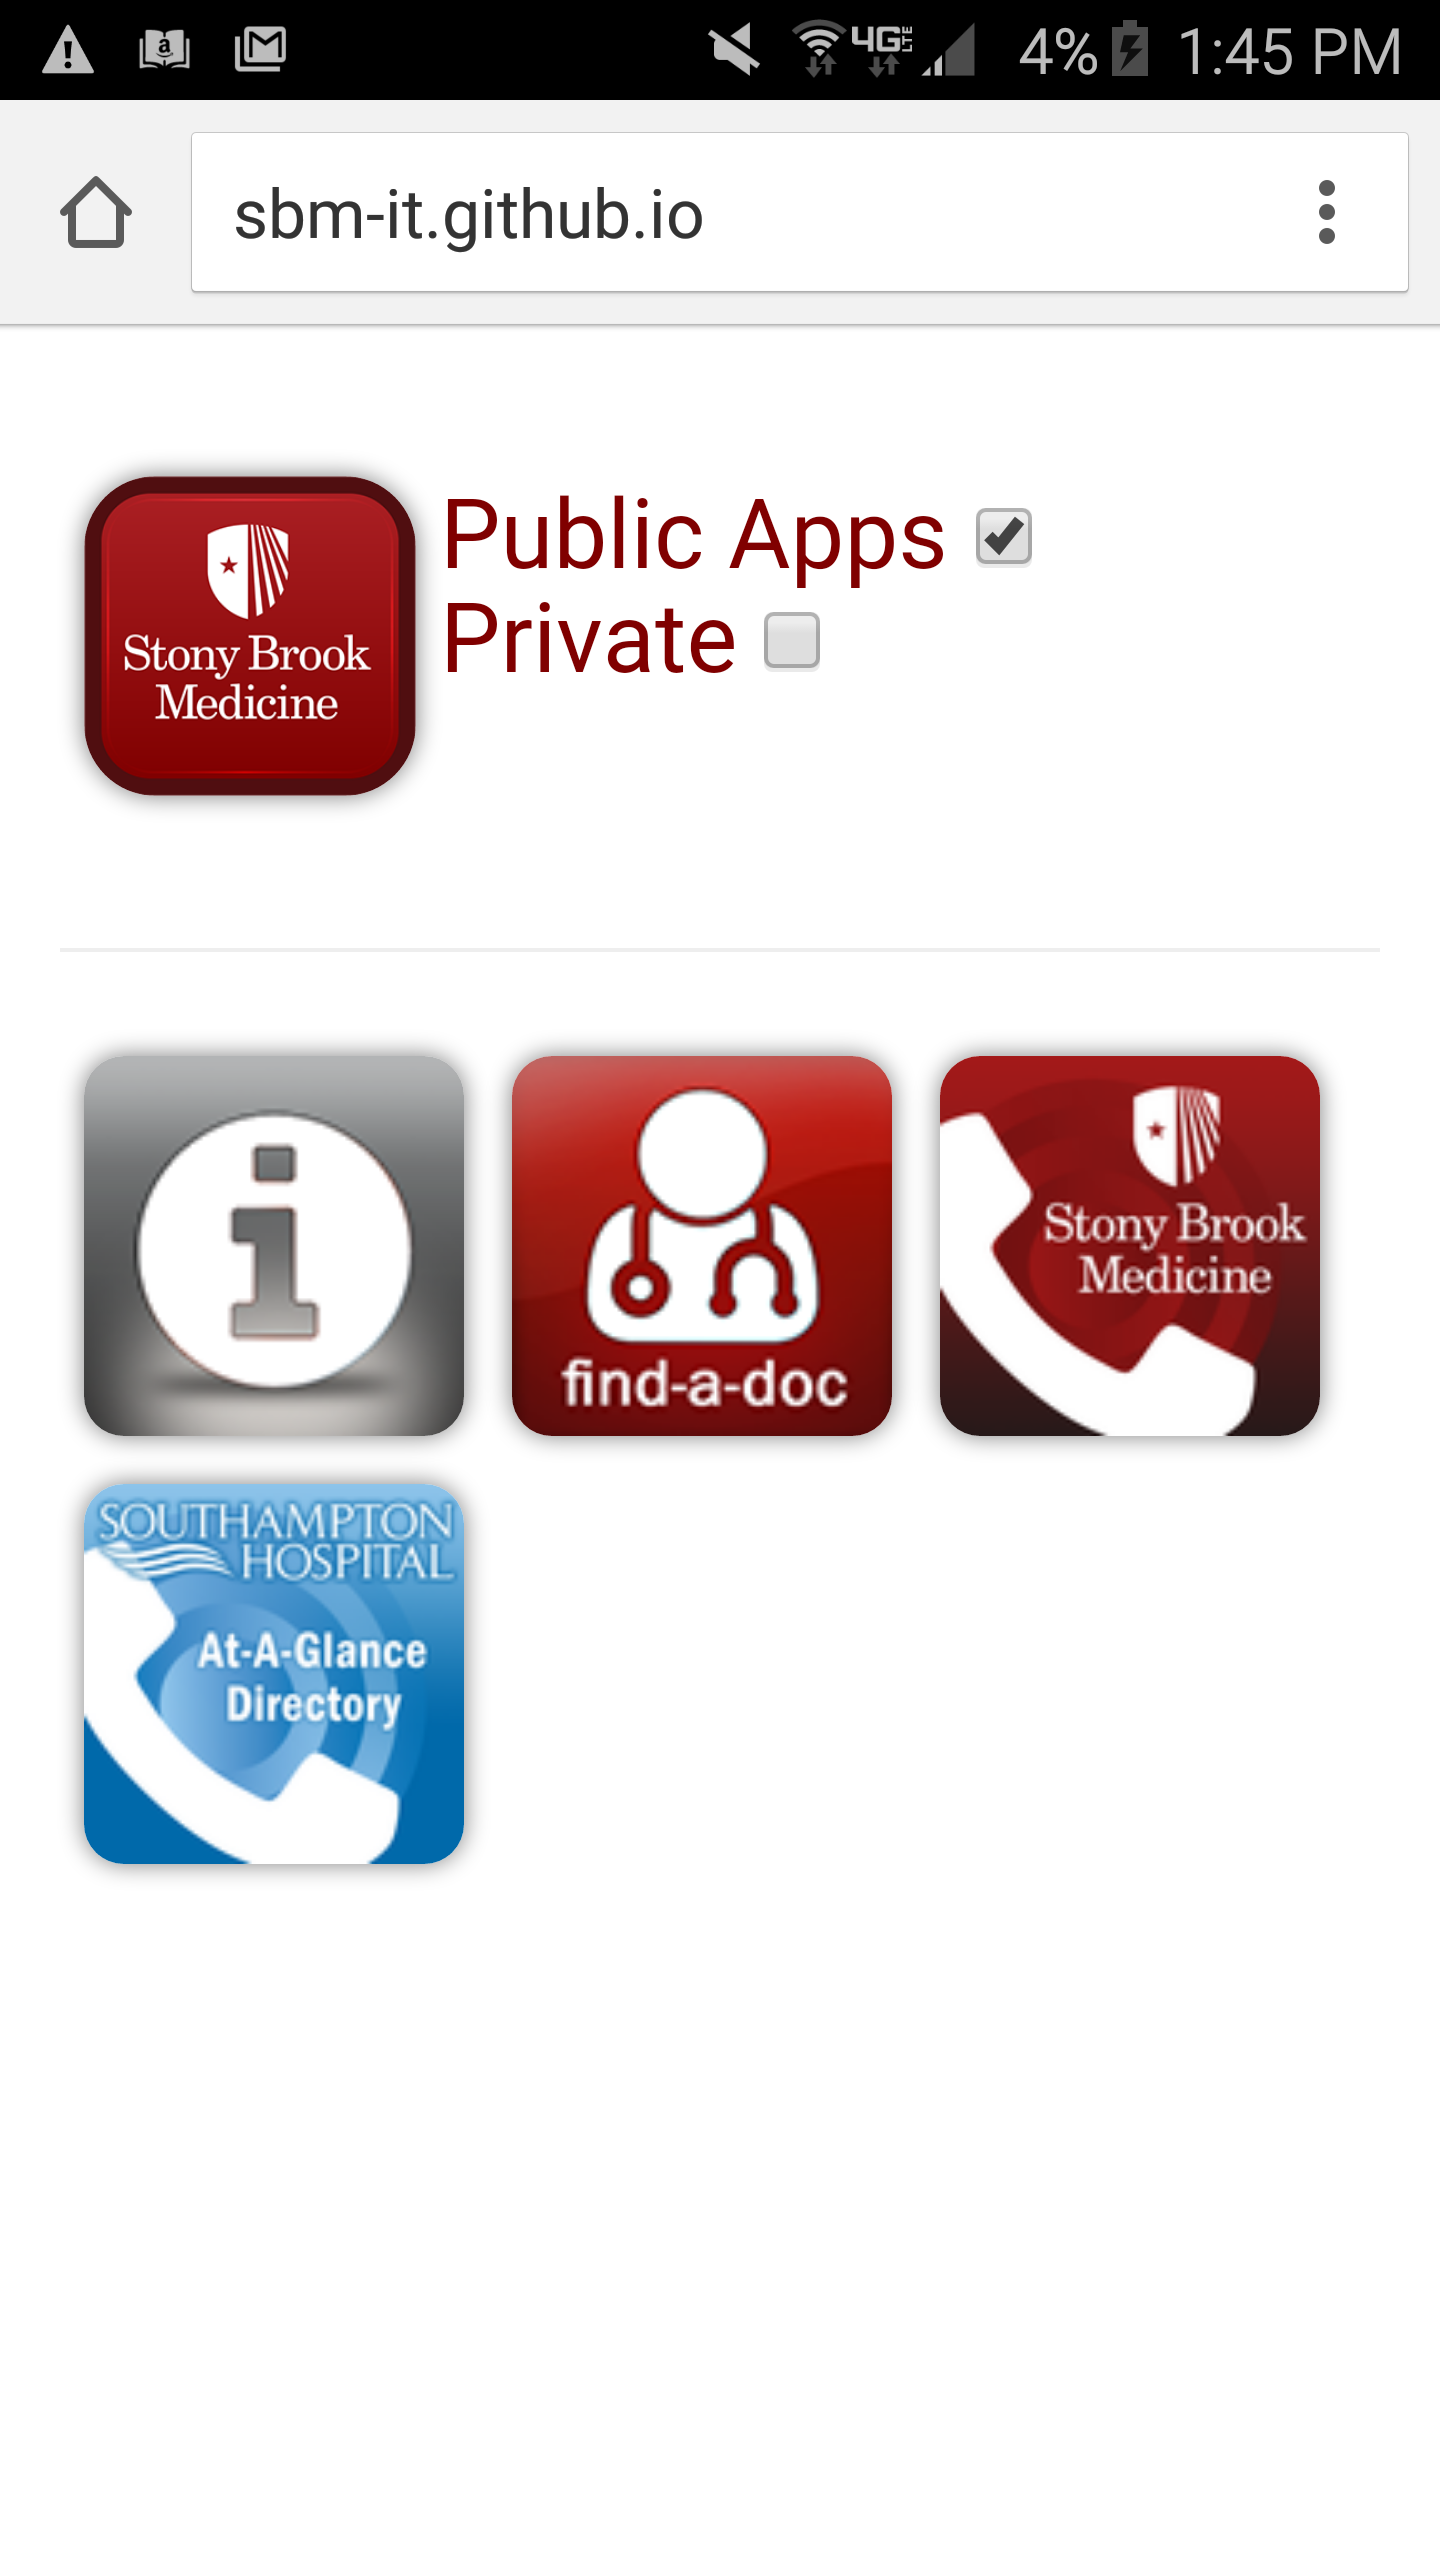 4G LTE 4% 1:45 PM
sbm-it.github.io
Public Apps
Private
Stony Brook
Medicine
i
find-a-doc
Stony Brook
Medicine
SOUTHAMPTON
HOSPITAL
At-A-Glance
Directory